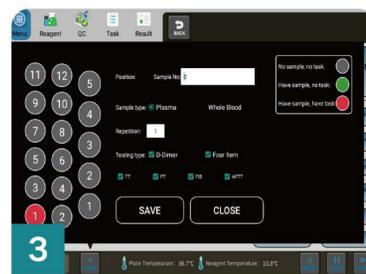 Menu Reagent QC Task Result BACK
11 12 5
9 10 4
7 8 3
5 6 2
3 4 1
1 2
Position: Sample No:
Sample type: Plasma Whole Blood
Repetition: 1
Testing type: D-Dimer Four Item
TT PT FIB APTT
SAVE CLOSE
No sample, no task:
Have sample, no task:
Have sample, have task:
3
Plate Temperature: 36.7℃ Reagent Temperature: 10.8℃